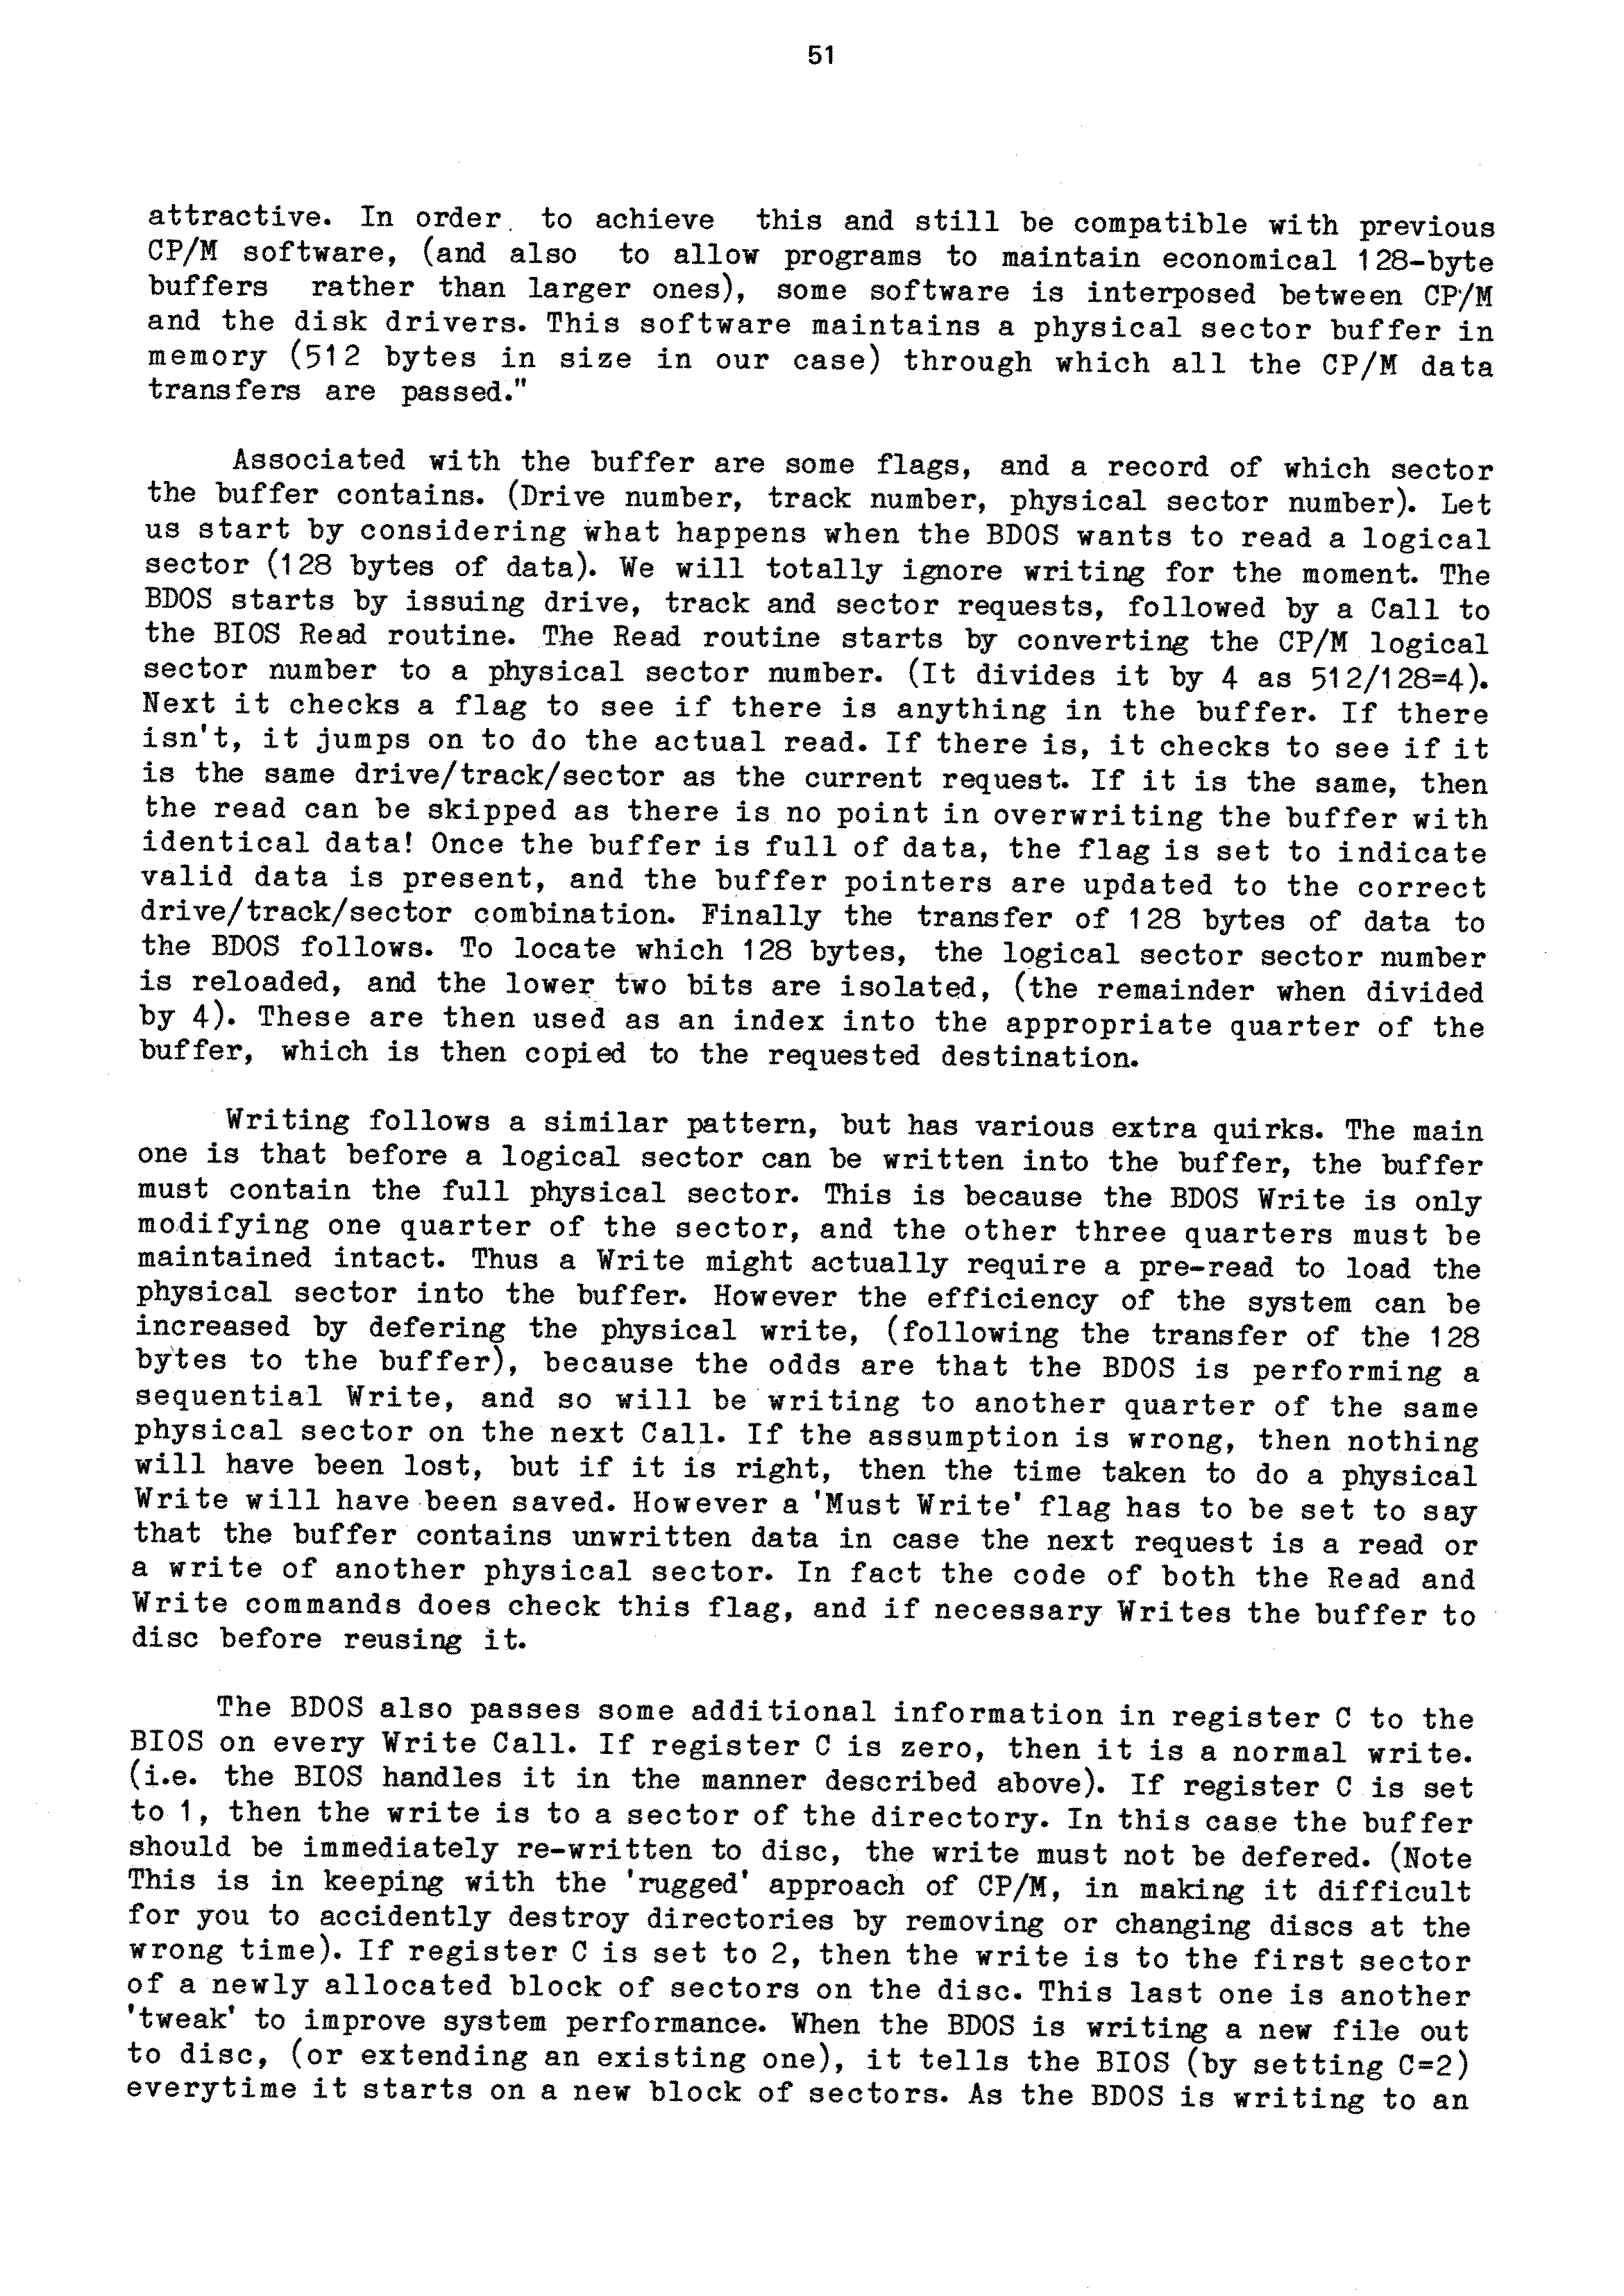 51
attractive. In order to achieve this and still be compatible with previous
CP/M software, (and also to allow programs to maintain economical 128-byte
buffers rather than larger ones), some software is interposed between CP/M
and the disk drivers. This software maintains a physical sector buffer in
memory (512 bytes in size in our case) through which all the CP/M data
transfers are passed."
Associated with the buffer are some flags, and a record of which sector
the buffer contains. (Drive number, track number, physical sector number). Let
us start by considering what happens when the BDOS wants to read a logical
sector (128 bytes of data). We will totally ignore writing for the moment. The
BDOS starts by issuing drive, track and sector requests, followed by a Call to
the BIOS Read routine. The Read routine starts by converting the CP/M logical
sector number to a physical sector number. (It divides it by 4 as 512/128=4).
Next it checks a flag to see if there is anything in the buffer. If there
isn't, it jumps on to do the actual read. If there is, it checks to see if it
is the same drive/track/sector as the current request. If it is the same, then
the read can be skipped as there is no point in overwriting the buffer with
identical data! Once the buffer is full of data, the flag is set to indicate
valid data is present, and the buffer pointers are updated to the correct
drive/track/sector combination. Finally the transfer of 128 bytes of data to
the BDOS follows. To locate which 128 bytes, the logical sector sector number
is reloaded, and the lower two bits are isolated, (the remainder when divided
by 4). These are then used as an index into the appropriate quarter of the
buffer, which is then copied to the requested destination.
Writing follows a similar pattern, but has various extra quirks. The main
one is that before a logical sector can be written into the buffer, the buffer
must contain the full physical sector. This is because the BDOS Write is only
modifying one quarter of the sector, and the other three quarters must be
maintained intact. Thus a Write might actually require a pre-read to load the
physical sector into the buffer. However the efficiency of the system can be
increased by defering the physical write, (following the transfer of the 128
bytes to the buffer), because the odds are that the BDOS is performing a
sequential Write, and so will be writing to another quarter of the same
physical sector on the next Call. If the assumption is wrong, then nothing
will have been lost, but if it is right, then the time taken to do a physical
Write will have been saved. However a 'Must Write' flag has to be set to say
that the buffer contains unwritten data in case the next request is a read or
a write of another physical sector. In fact the code of both the Read and
Write commands does check this flag, and if necessary Writes the buffer to
disc before reusing it.
The BDOS also passes some additional information in register C to the
BIOS on every Write Call. If register C is zero, then it is a normal write.
(i.e. the BIOS handles it in the manner described above). If register C is set
to 1, then the write is to a sector of the directory. In this case the buffer
should be immediately re-written to disc, the write must not be defered. (Note
This is in keeping with the 'rugged' approach of CP/M, in making it difficult
for you to accidently destroy directories by removing or changing discs at the
wrong time). If register C is set to 2, then the write is to the first sector
of a newly allocated block of sectors on the disc. This last one is another
'tweak' to improve system performance. When the BDOS is writing a new file out
to disc, (or extending an existing one), it tells the BIOS (by setting C=2)
everytime it starts on a new block of sectors. As the BDOS is writing to an